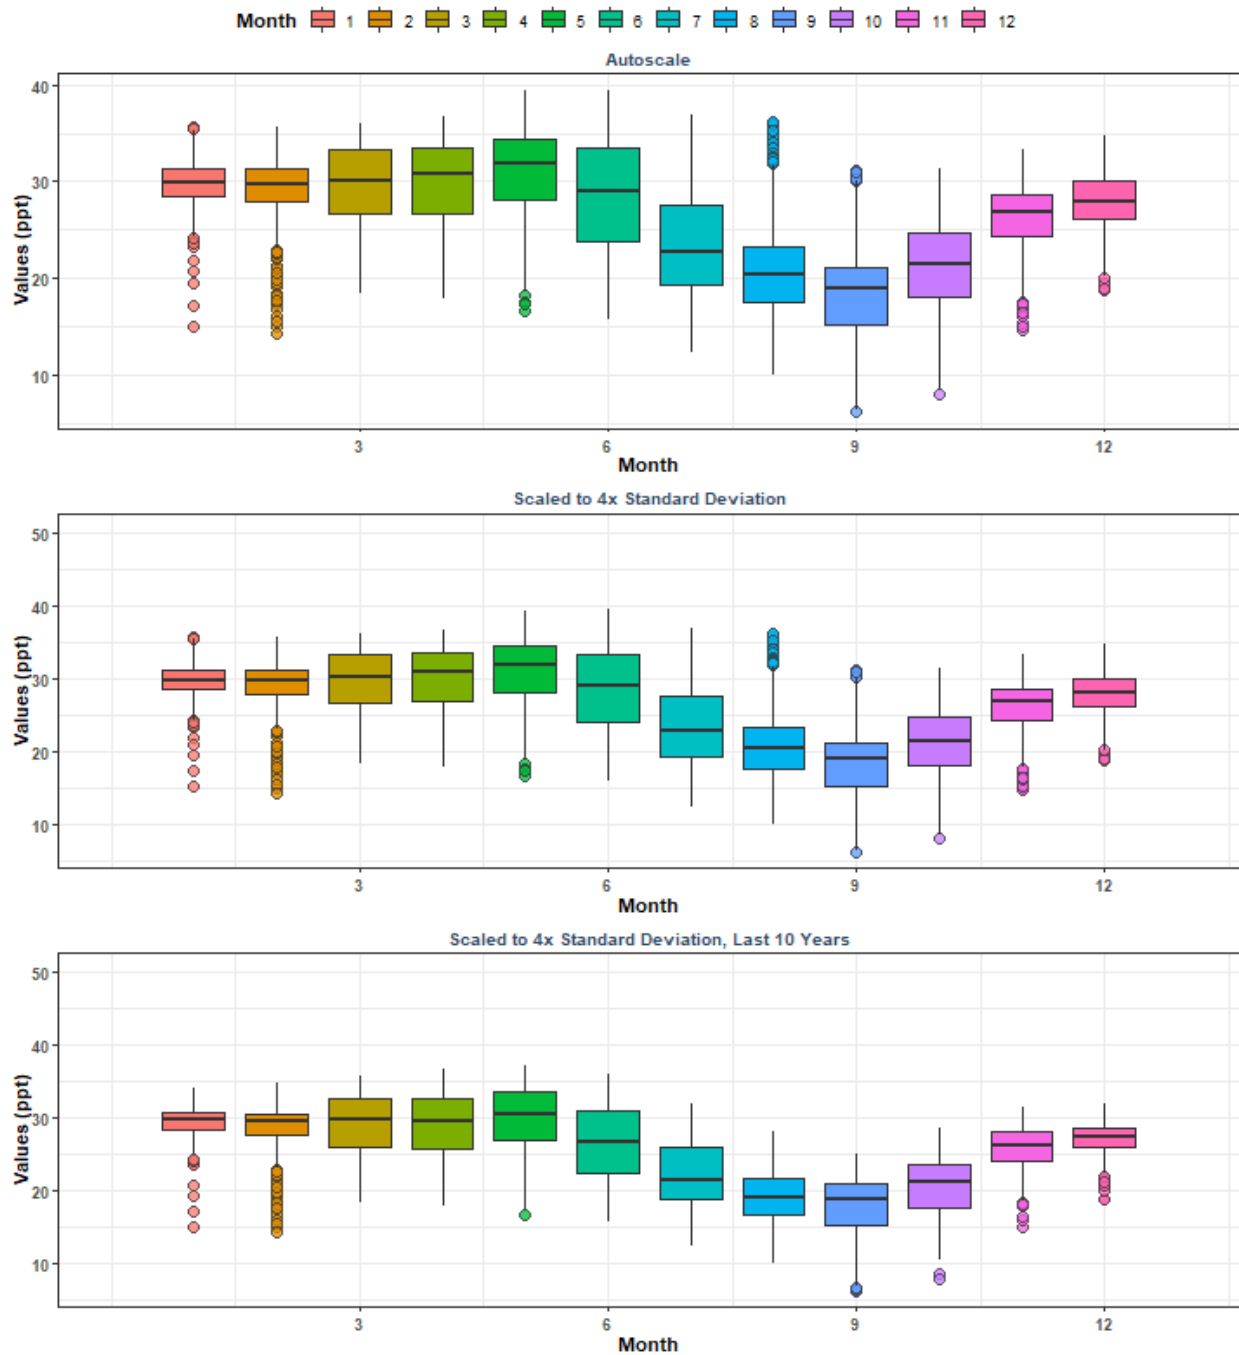 Month 1 2 3 4 5 6 7 8 9 10 11 12
Autoscale
Values (ppt)
40
30
20
10
3 6 9 12
Month
Scaled to 4x Standard Deviation
Values (ppt)
50
40
30
20
10
3 6 9 12
Month
Scaled to 4x Standard Deviation, Last 10 Years
Values (ppt)
50
40
30
20
10
3 6 9 12
Month